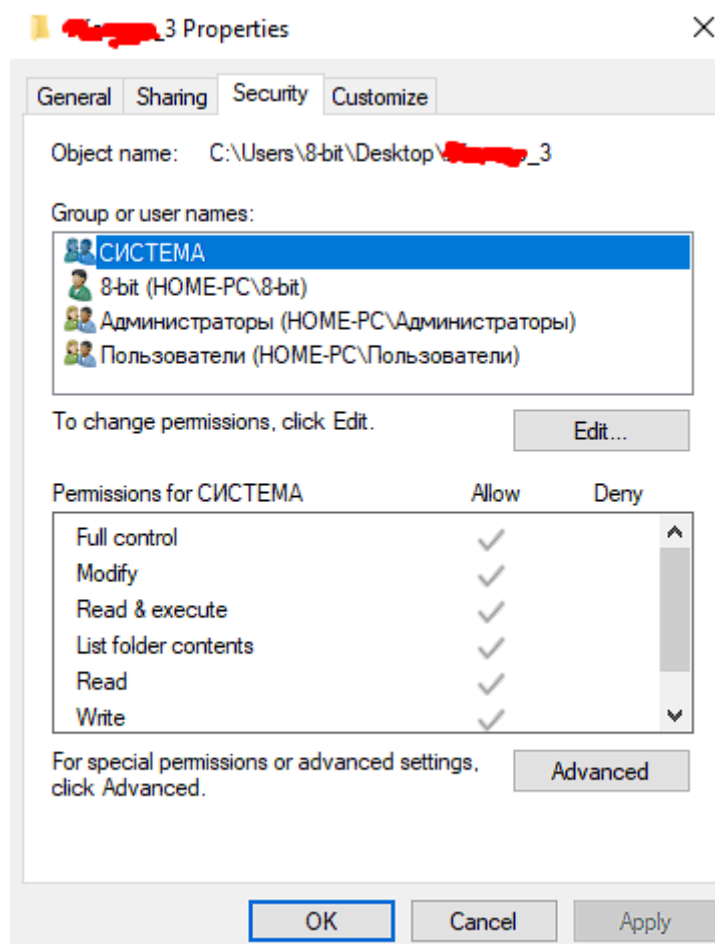 _3 Properties
General Sharing Security Customize
Object name: C:\Users\8-bit\Desktop\ _3
Group or user names:
СИСТЕМА
8-bit (HOME-PC\8-bit)
Администраторы (HOME-PC\Администраторы)
Пользователи (HOME-PC\Пользователи)
To change permissions, click Edit.
Edit...
Permissions for СИСТЕМА Allow Deny
Full control
Modify
Read & execute
List folder contents
Read
Write
For special permissions or advanced settings,
click Advanced.
Advanced
OK Cancel Apply